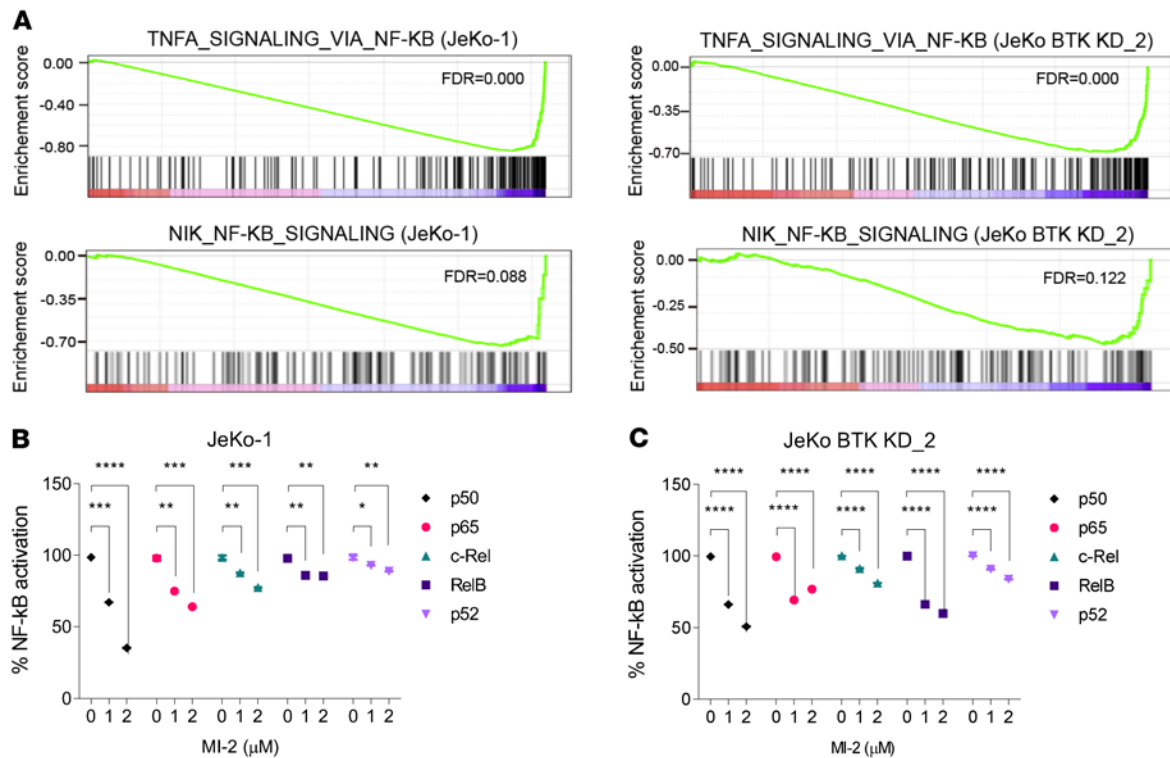 A
TNFA_SIGNALING_VIA_NF-KB (JeKo-1)
Enrichement score
0.00
-0.40
-0.80
FDR=0.000
TNFA_SIGNALING_VIA_NF-KB (JeKo BTK KD_2)
Enrichement score
0.00
-0.35
-0.70
FDR=0.000
NIK_NF-KB_SIGNALING (JeKo-1)
Enrichement score
0.00
-0.35
-0.70
FDR=0.088
NIK_NF-KB_SIGNALING (JeKo BTK KD_2)
Enrichement score
0.00
-0.25
-0.50
FDR=0.122
B
JeKo-1
% NF-kB activation
150
100
50
0
**** *** *** ** **
*** ** ** ** *
0 1 2 0 1 2 0 1 2 0 1 2 0 1 2
MI-2 (µM)
p50
p65
c-Rel
RelB
p52
C
JeKo BTK KD_2
% NF-kB activation
150
100
50
0
**** **** **** **** ****
**** **** **** **** ****
0 1 2 0 1 2 0 1 2 0 1 2 0 1 2
MI-2 (µM)
p50
p65
c-Rel
RelB
p52